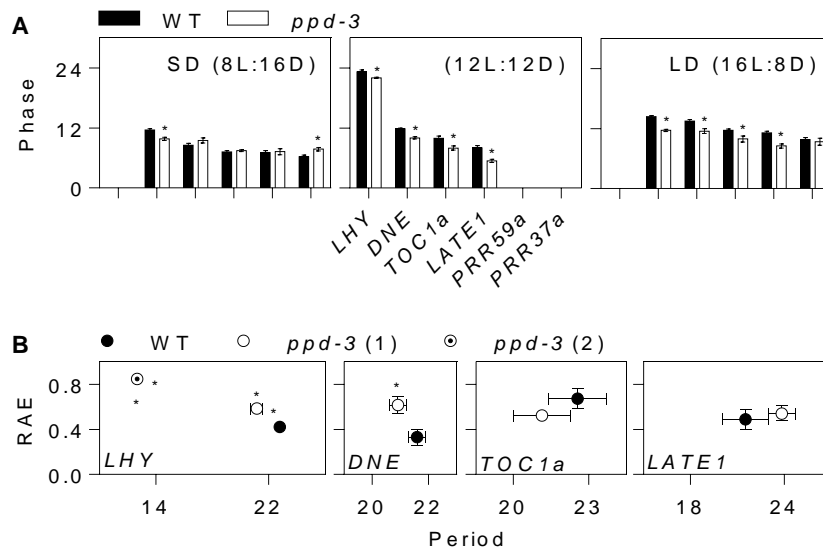 WT ppd-3
A
SD (8L:16D) (12L:12D) LD (16L:8D)
24
12
0
Phase
* * * * * * * * * * *
LHY DNE TOC1a LATE1 PRR59a PRR37a
B WT ppd-3 (1) ppd-3 (2)
RAE
0.8
0.4
0.0
* * * * *
LHY DNE TOC1a LATE1
14 22 20 22 20 23 18 24
Period